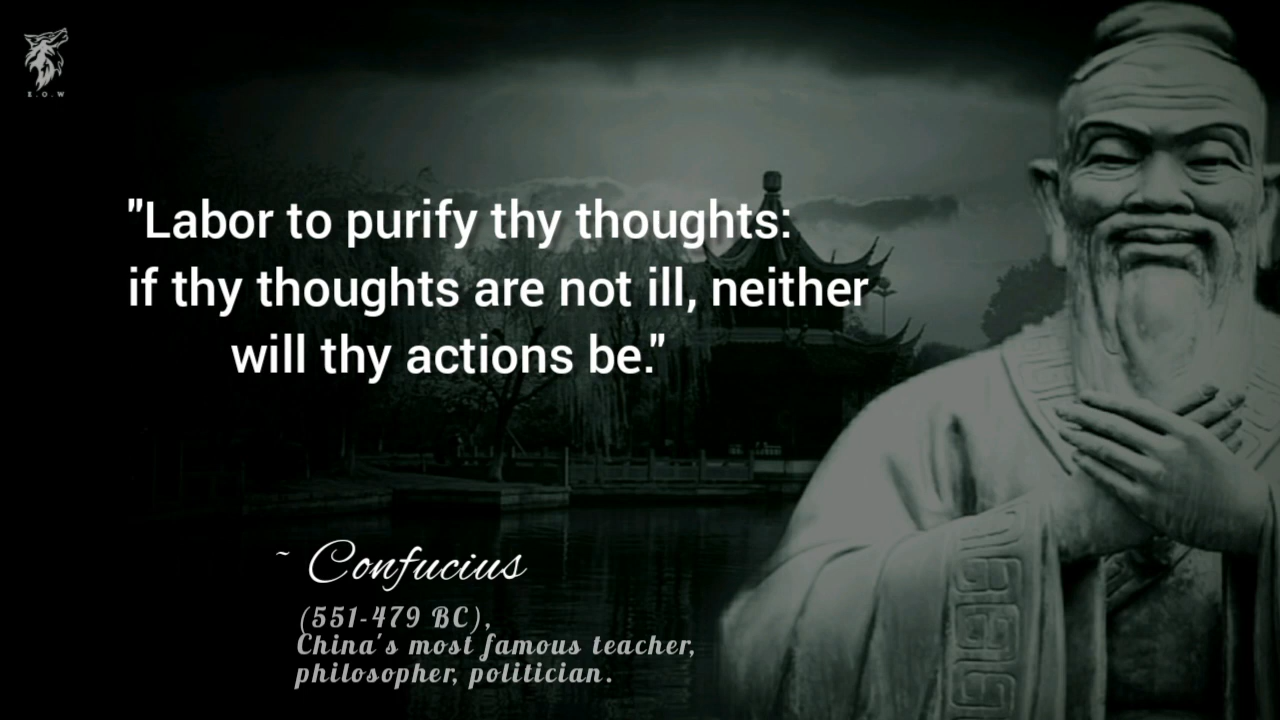 E.O.W
"Labor to purify thy thoughts:
if thy thoughts are not ill, neither
will thy actions be."
~ Confucius
(551-479 BC),
China's most famous teacher,
philosopher, politician.